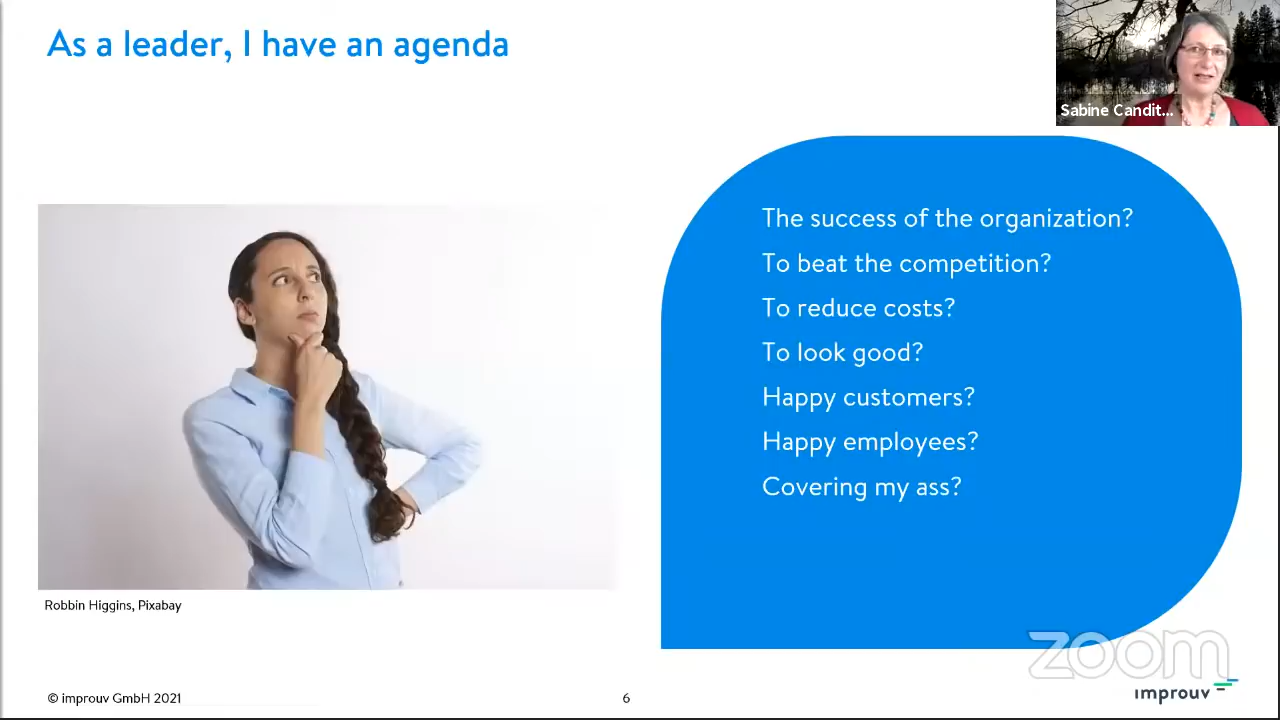 As a leader, I have an agenda
Sabine Candit...
The success of the organization?
To beat the competition?
To reduce costs?
To look good?
Happy customers?
Happy employees?
Covering my ass?
Robbin Higgins, Pixabay
zoom
© improuv GmbH 2021
6
improuv